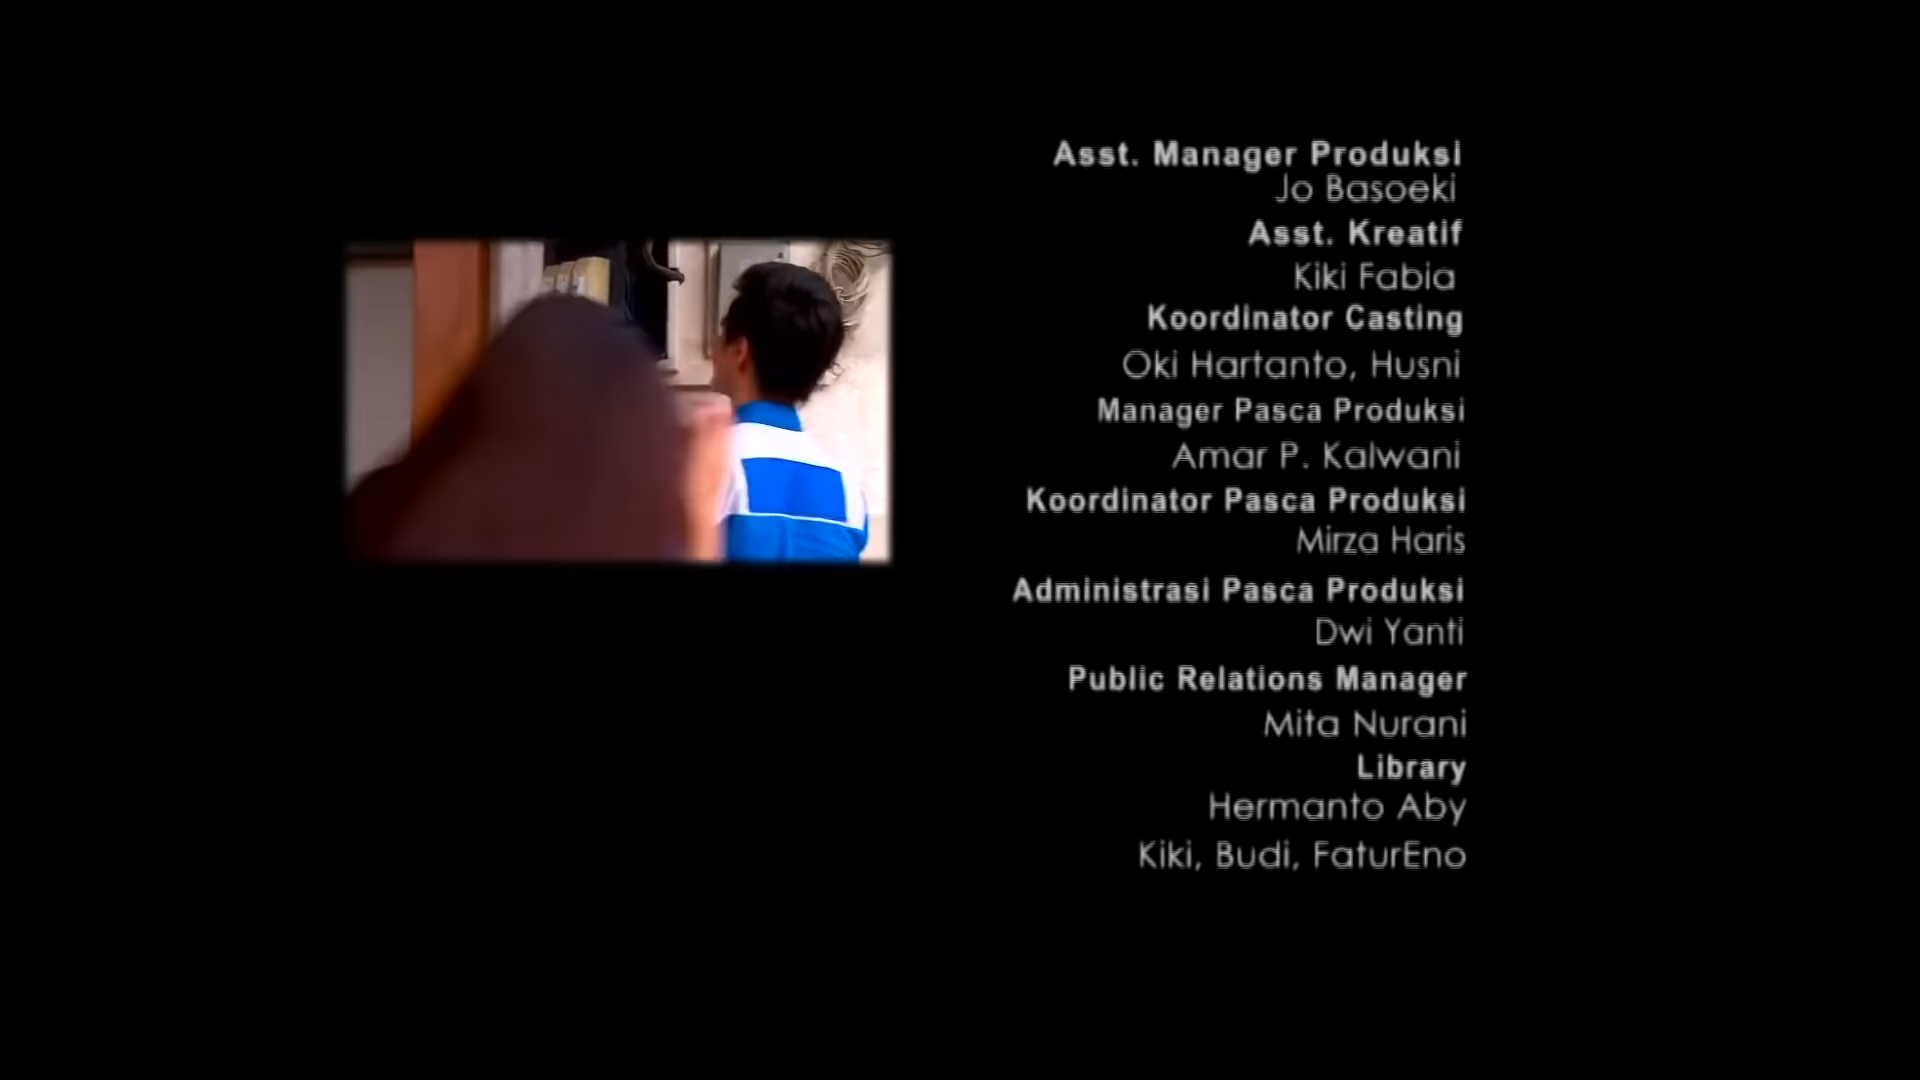 Asst. Manager Produksi
Jo Basoeki
Asst. Kreatif
Kiki Fabia
Koordinator Casting
Oki Hartanto, Husni
Manager Pasca Produksi
Amar P. Kalwani
Koordinator Pasca Produksi
Mirza Haris
Administrasi Pasca Produksi
Dwi Yanti
Public Relations Manager
Mita Nurani
Library
Hermanto Aby
Kiki, Budi, FaturEno